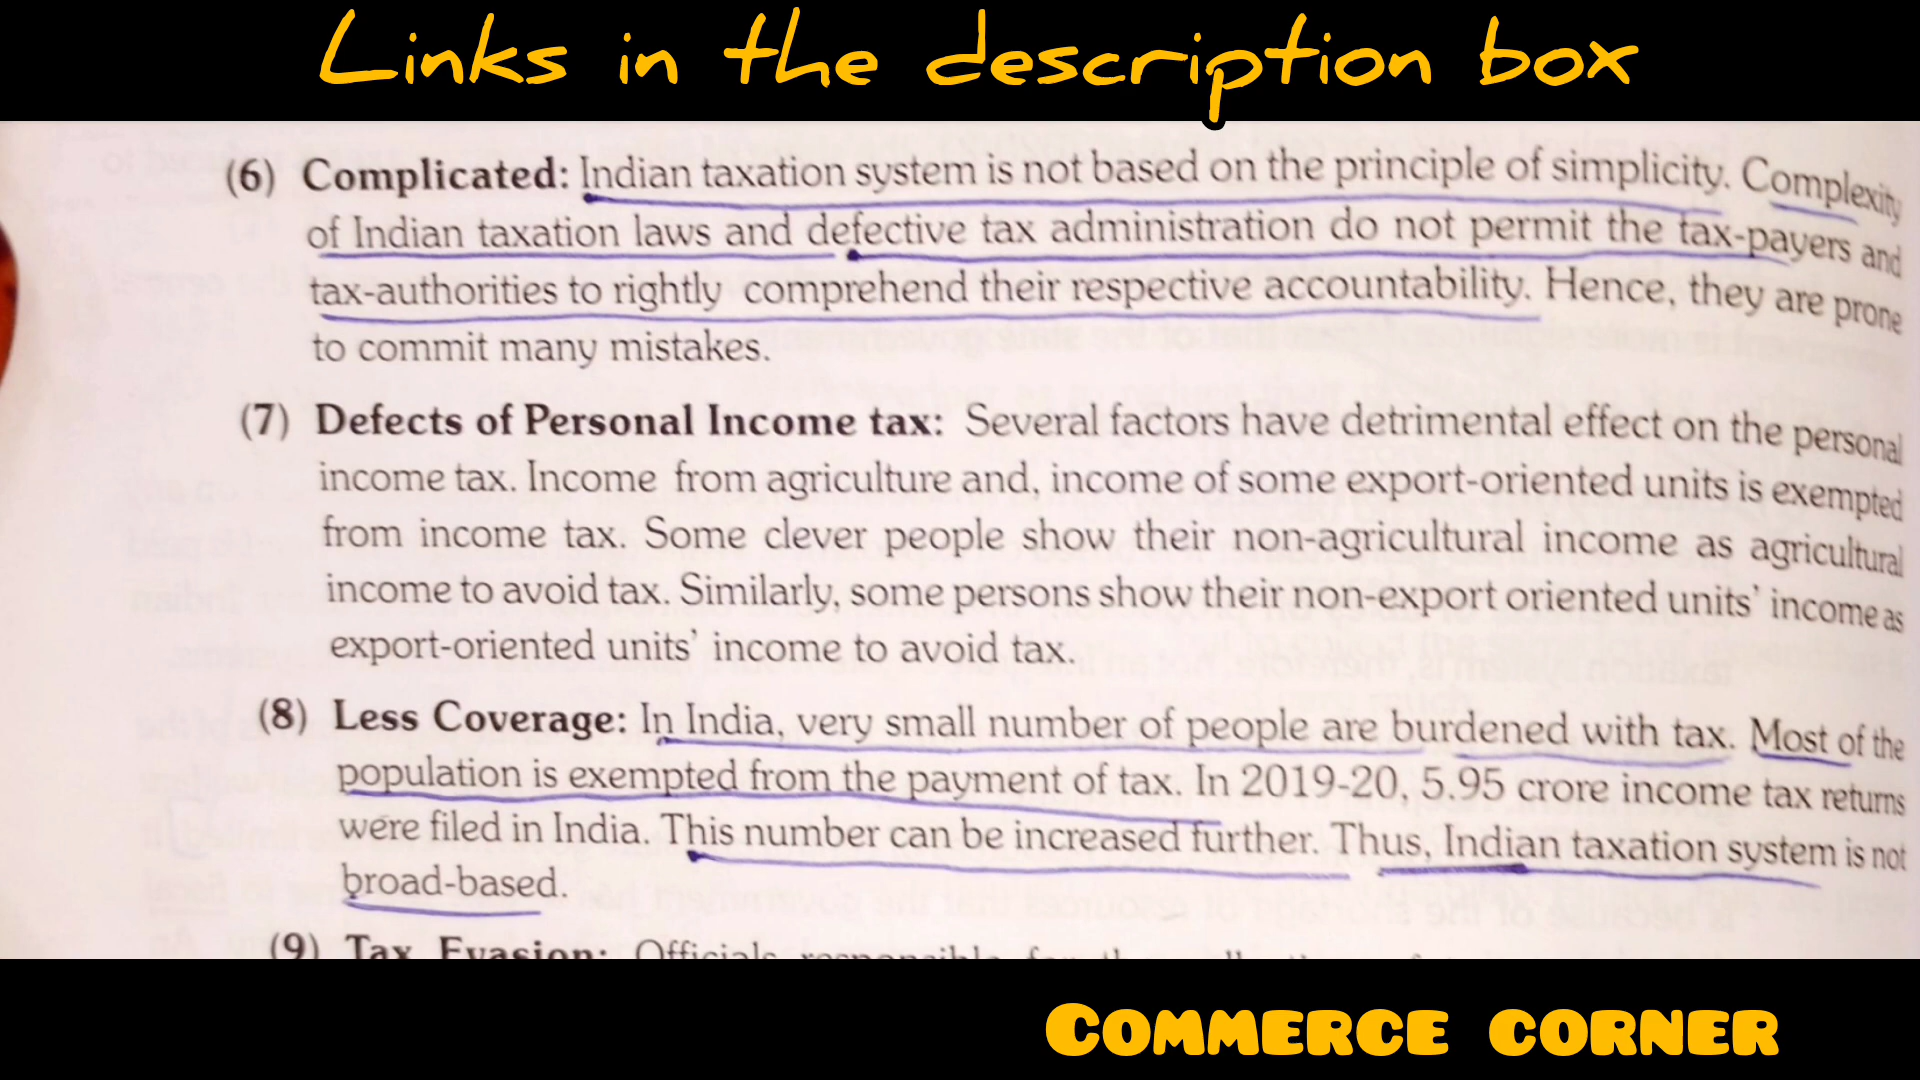 Links in the description box
(6) Complicated: Indian taxation system is not based on the principle of simplicity. Complexity
of Indian taxation laws and defective tax administration do not permit the tax-payers and
tax-authorities to rightly comprehend their respective accountability. Hence, they are prone
to commit many mistakes.
(7) Defects of Personal Income tax: Several factors have detrimental effect on the personal
income tax. Income from agriculture and, income of some export-oriented units is exempted
from income tax. Some clever people show their non-agricultural income as agricultural
income to avoid tax. Similarly, some persons show their non-export oriented units' income as
export-oriented units' income to avoid tax.
(8) Less Coverage: In India, very small number of people are burdened with tax. Most of the
population is exempted from the payment of tax. In 2019-20, 5.95 crore income tax returns
were filed in India. This number can be increased further. Thus, Indian taxation system is not
broad-based.
(9) Tax Evasion: Officials responsible for
COMMERCE CORNER